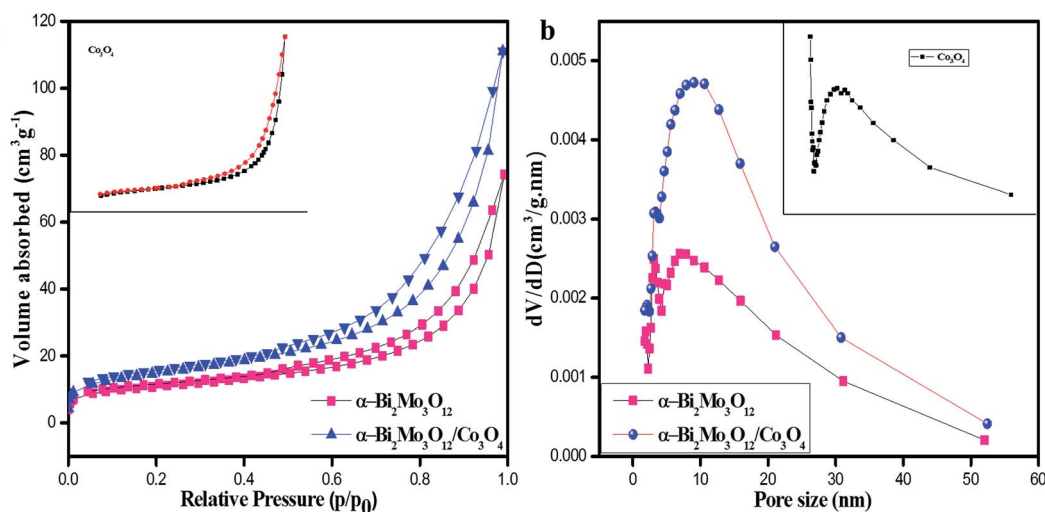 120
100
80
60
40
20
0
Volume absorbed (cm³g⁻¹)
Co₃O₄
α–Bi₂Mo₃O₁₂
α–Bi₂Mo₃O₁₂/Co₃O₄
0.0 0.2 0.4 0.6 0.8 1.0
Relative Pressure (p/p₀)
b
0.005
0.004
0.003
0.002
0.001
0.000
dV/dD(cm³/g.nm)
Co₃O₄
α–Bi₂Mo₃O₁₂
α–Bi₂Mo₃O₁₂/Co₃O₄
0 10 20 30 40 50 60
Pore size (nm)